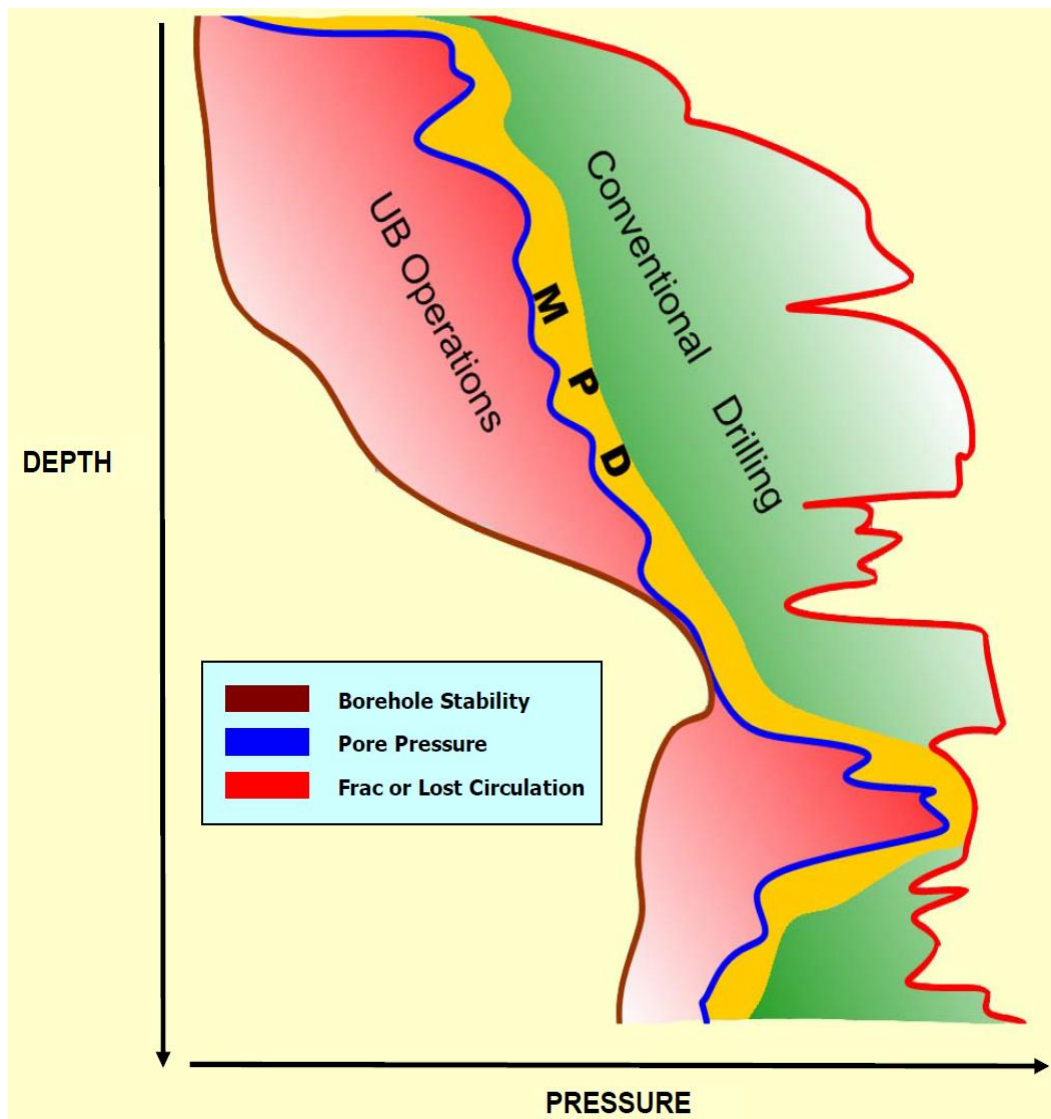 UB Operations
M P D
Conventional Drilling
DEPTH
Borehole Stability
Pore Pressure
Frac or Lost Circulation
PRESSURE